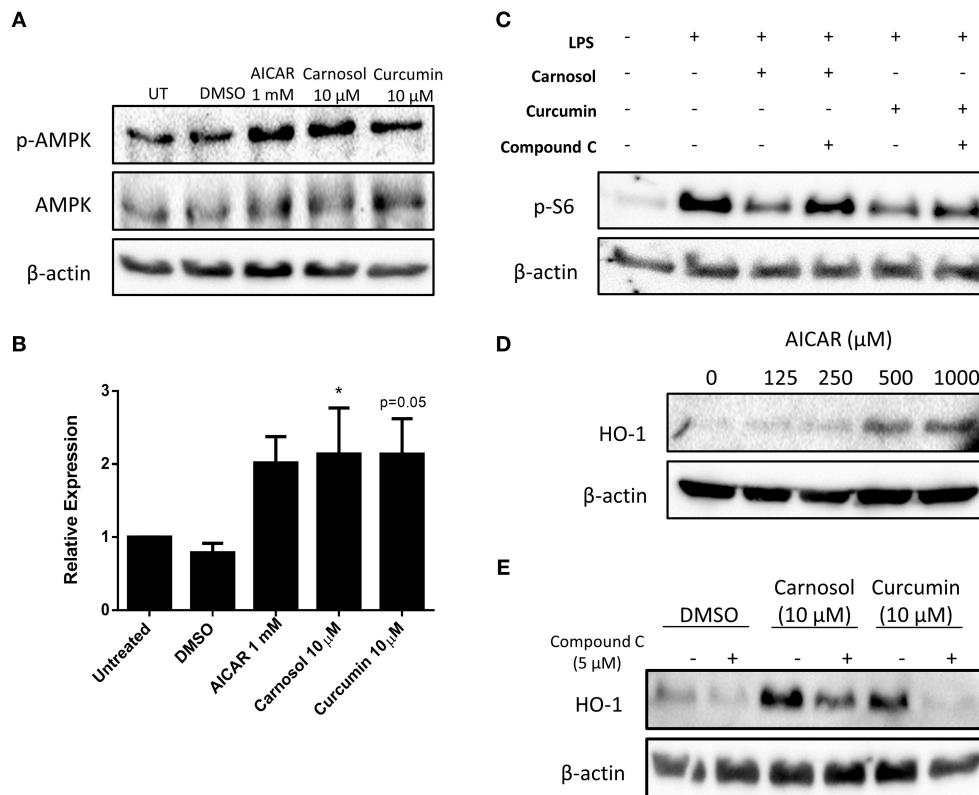 A
AICAR Carnosol Curcumin
UT DMSO 1 mM 10 µM 10 µM
p-AMPK
AMPK
β-actin
B
Relative Expression
3
2
1
0
*
p=0.05
Untreated
DMSO
AICAR 1 mM
Carnosol 10 µM
Curcumin 10µM
C
LPS - + + + + +
Carnosol - - + + - -
Curcumin - - - - + +
Compound C - - - + - +
p-S6
β-actin
D
AICAR (µM)
0 125 250 500 1000
HO-1
β-actin
E
Carnosol Curcumin
DMSO (10 µM) (10 µM)
Compound C
(5 µM) - + - + - +
HO-1
β-actin